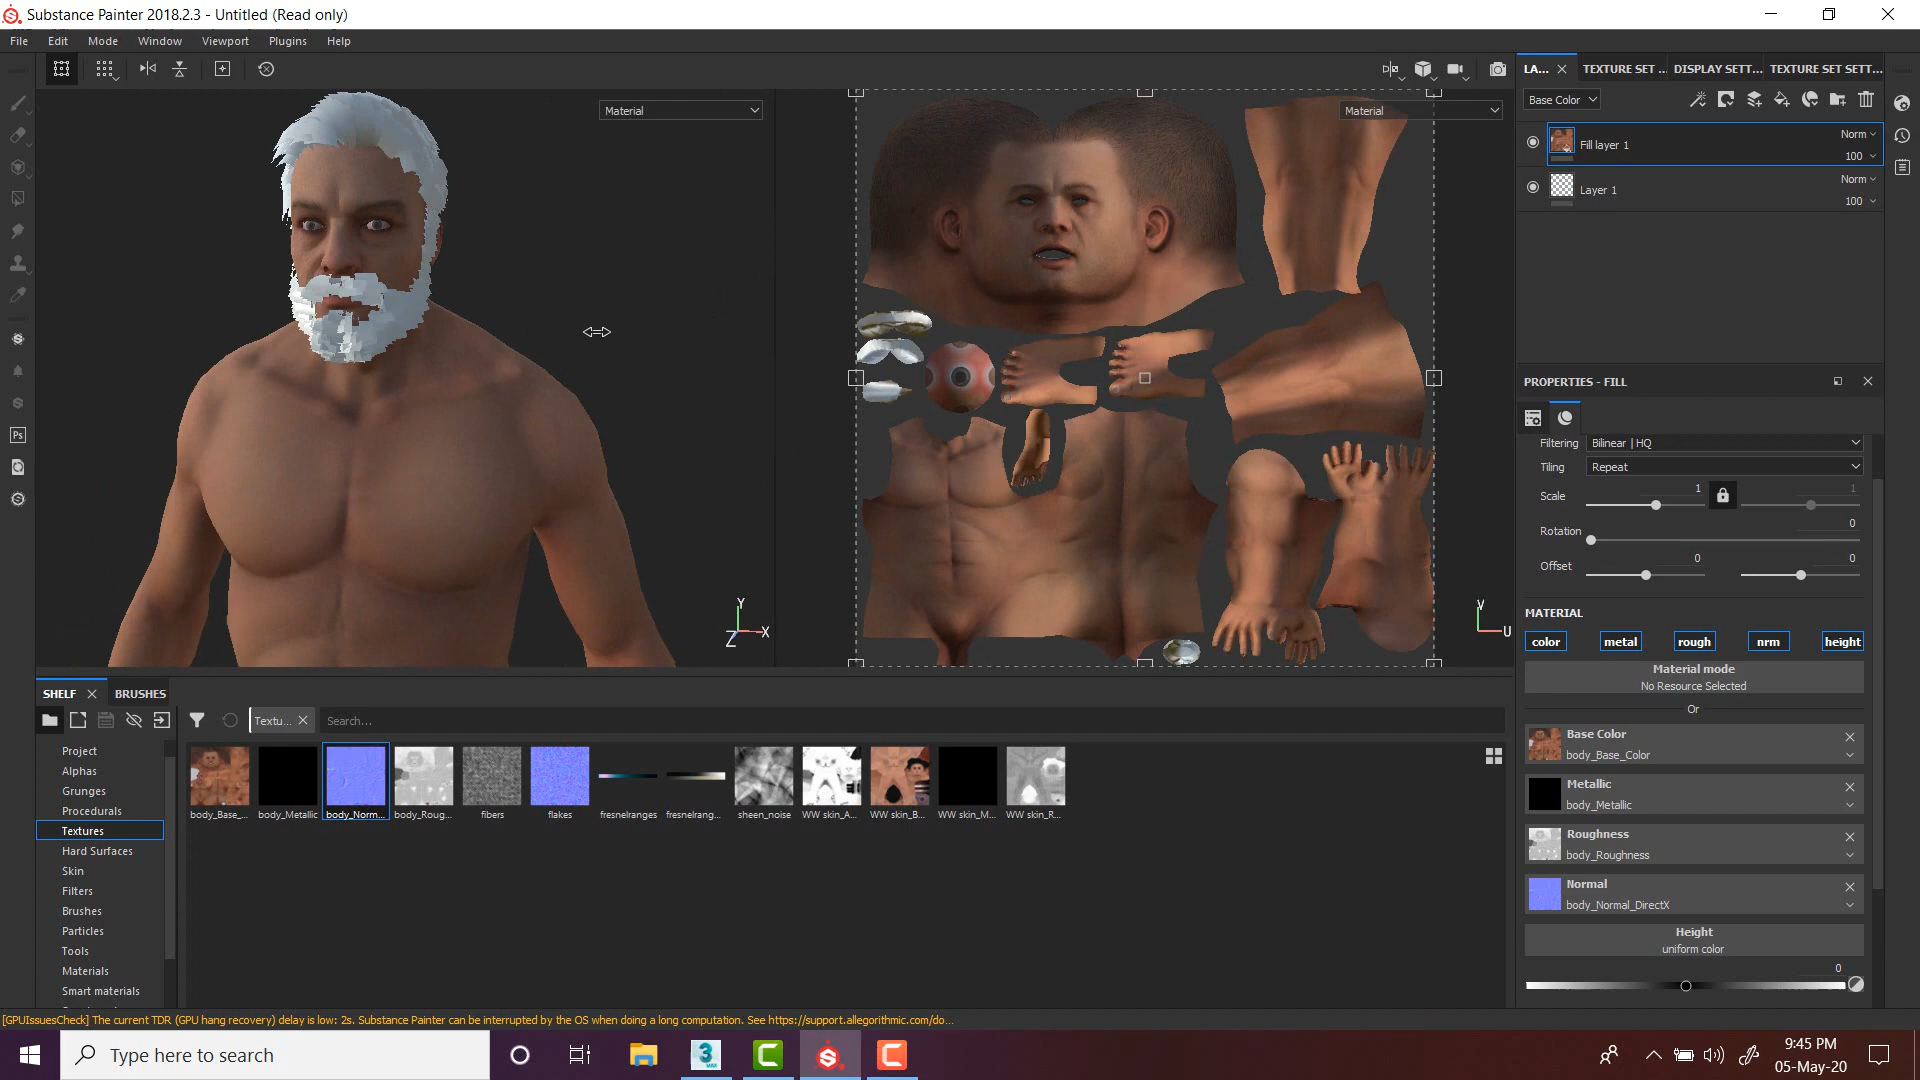 Substance Painter 2018.2.3 - Untitled (Read only)
File Edit Mode Window Viewport Plugins Help
Material
Material
LA... TEXTURE SET ... DISPLAY SETT... TEXTURE SET SETT...
Base Color
Fill layer 1 Norm
100
Layer 1 Norm
100
PROPERTIES - FILL
Filtering Bilinear | HQ
Tiling Repeat
Scale 1 1
Rotation 0
Offset 0 0
MATERIAL
color metal rough nrm height
Material mode
No Resource Selected
Or
Base Color
body_Base_Color
Metallic
body_Metallic
Roughness
body_Roughness
Normal
body_Normal_DirectX
Height
uniform color
0
Y
X
Z
V
U
Ps
SHELF BRUSHES
Textu... Search...
Project
Alphas
Grunges
Procedurals
Textures
Hard Surfaces
Skin
Filters
Brushes
Particles
Tools
Materials
Smart materials
body_Base_... body_Metallic body_Norm... body_Roug... fibers flakes fresnelranges fresnelrang... sheen_noise WW skin_A... WW skin_B... WW skin_M... WW skin_R...
[GPUIssuesCheck] The current TDR (GPU hang recovery) delay is low: 2s. Substance Painter can be interrupted by the OS when doing a long computation. See https://support.allegorithmic.com/do...
Type here to search
9:45 PM
05-May-20